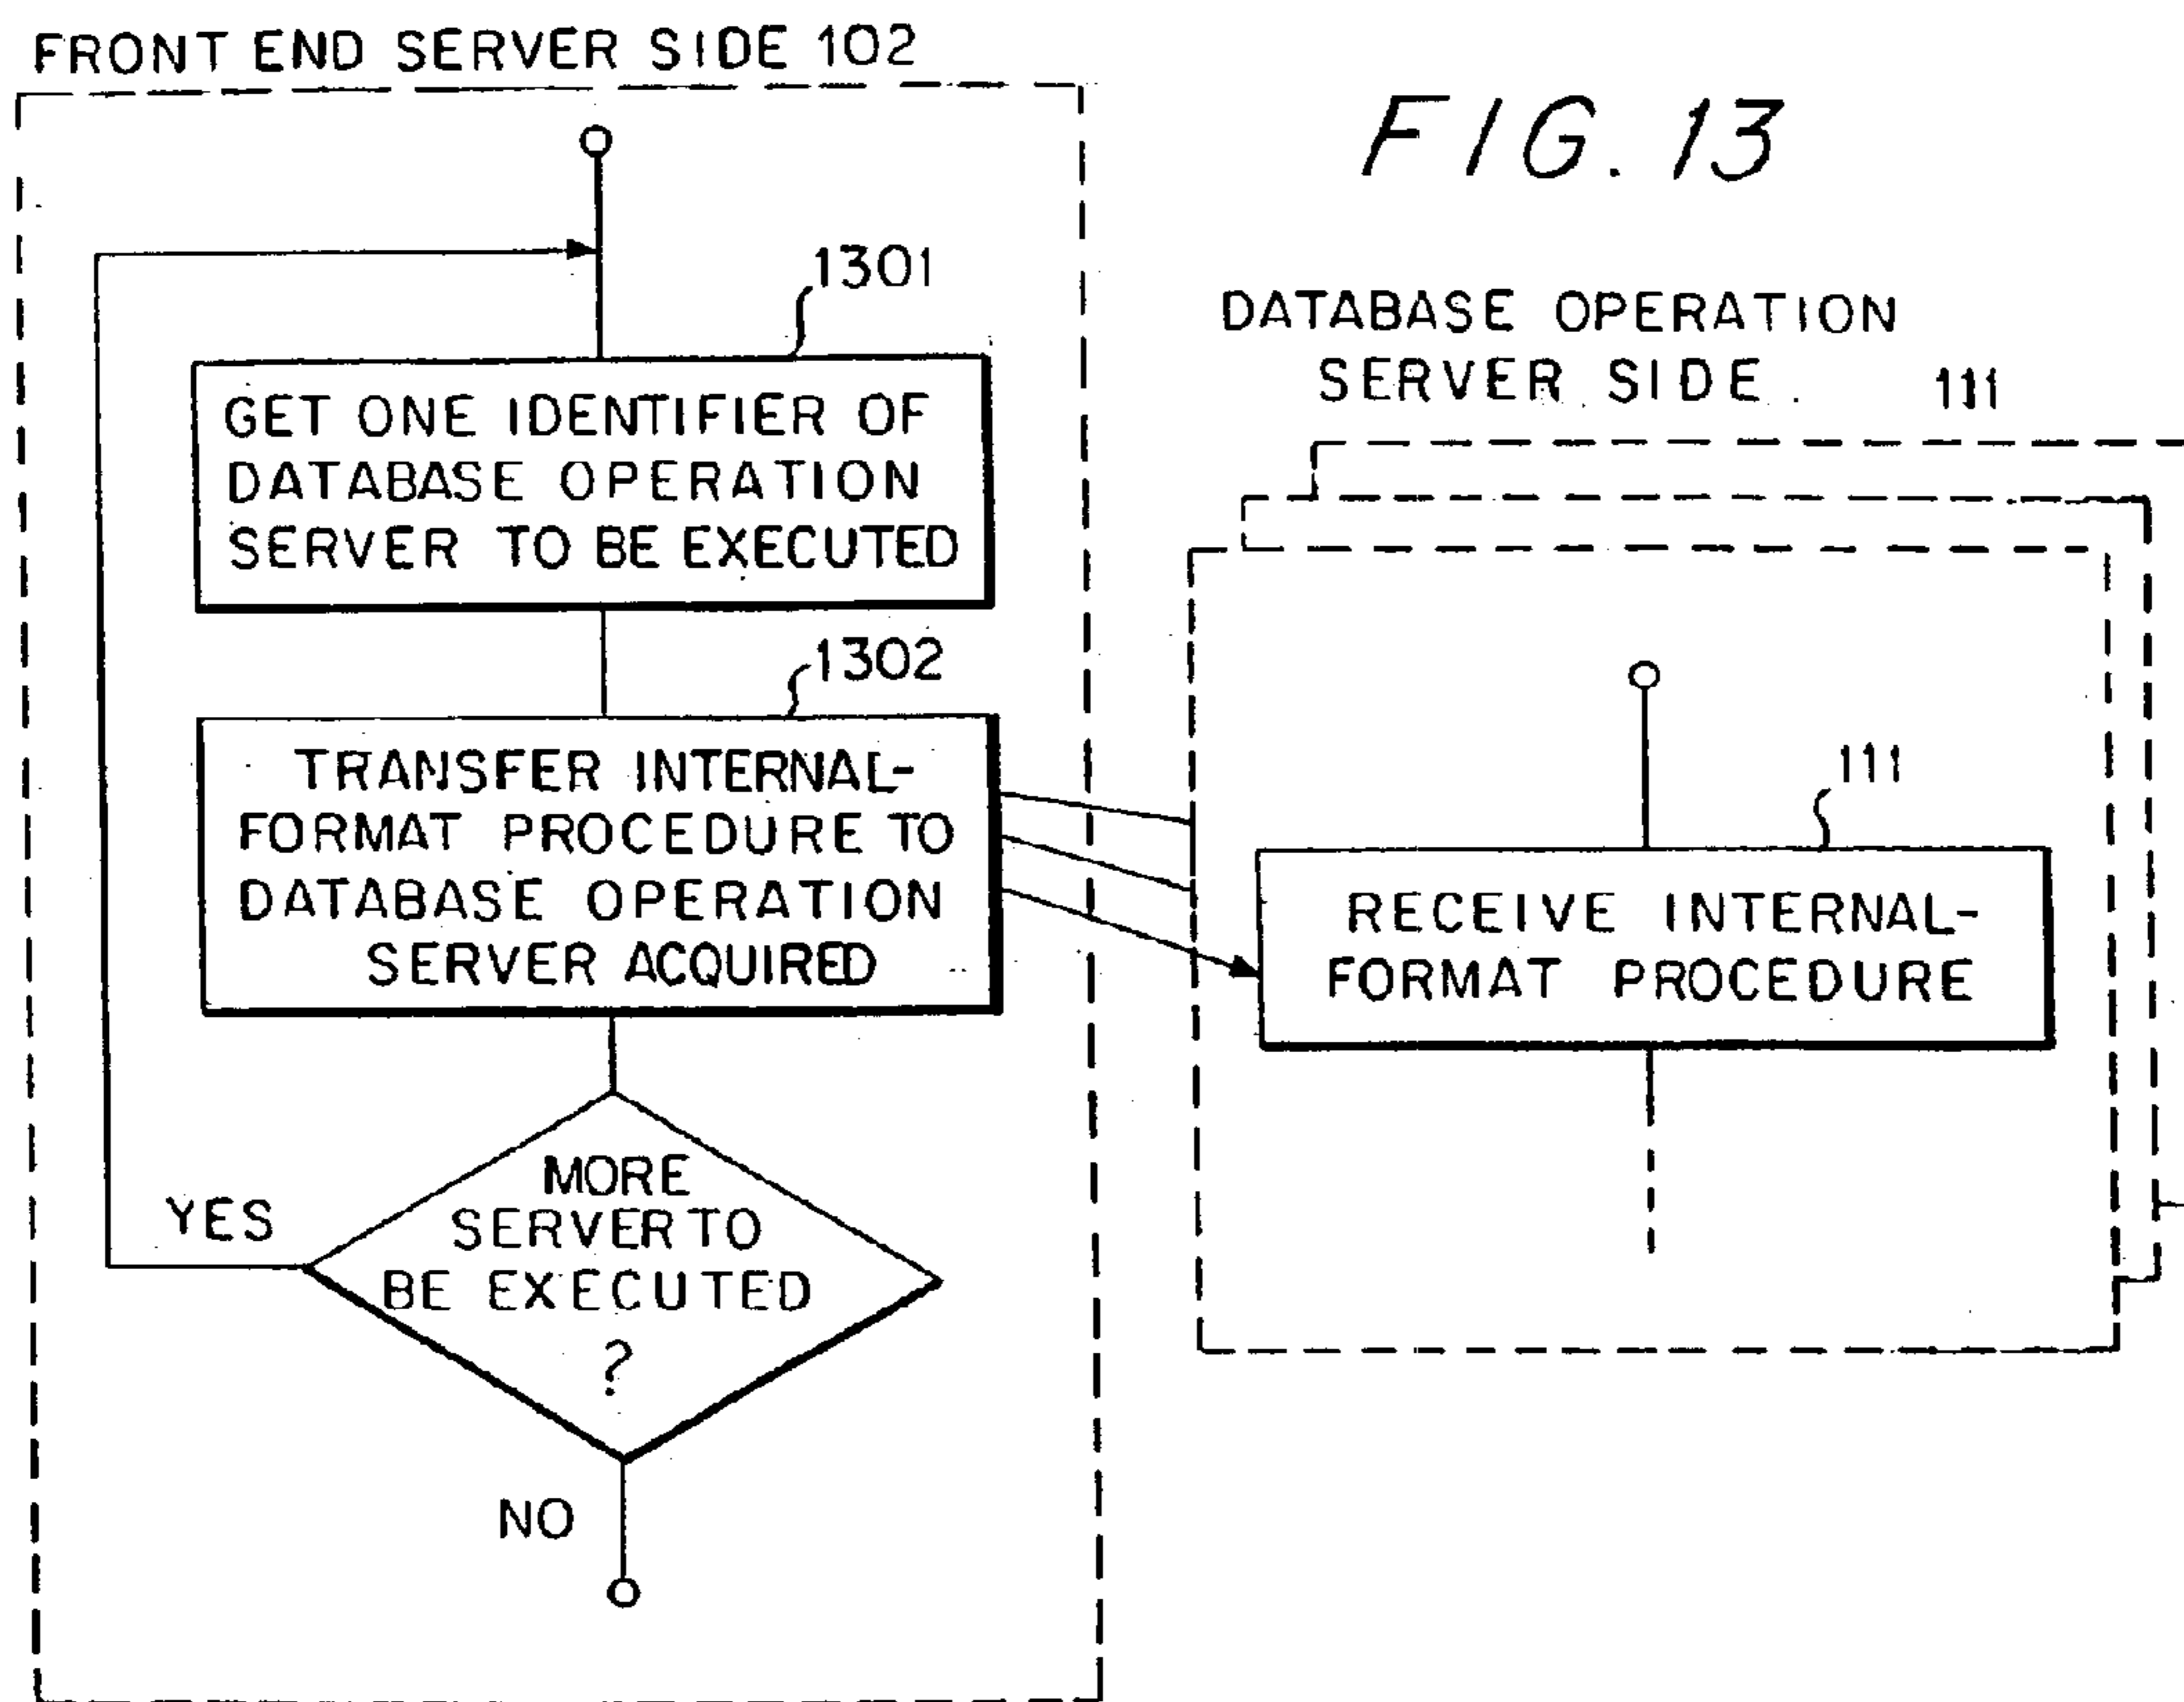 FRONT END SERVER SIDE 102
FIG. 13
1301
GET ONE IDENTIFIER OF
DATABASE OPERATION
SERVER TO BE EXECUTED
1302
TRANSFER INTERNAL-
FORMAT PROCEDURE TO
DATABASE OPERATION
SERVER ACQUIRED
MORE
SERVER TO
BE EXECUTED
?
YES
NO
DATABASE OPERATION
SERVER SIDE 111
111
RECEIVE INTERNAL-
FORMAT PROCEDURE